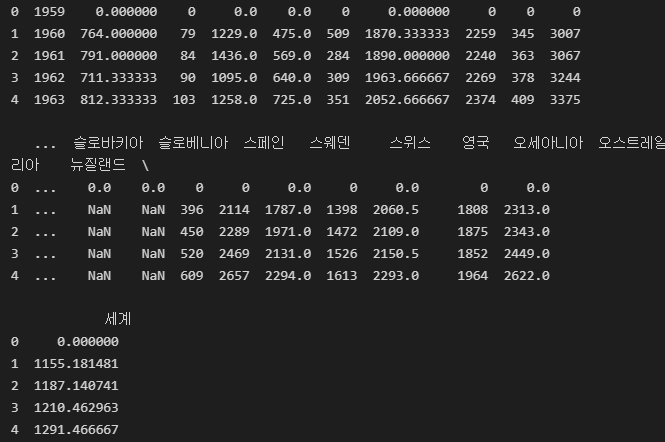 0 1959 0.000000 0 0.0 0.0 0 0.000000 0 0 0
1 1960 764.000000 79 1229.0 475.0 509 1870.333333 2259 345 3007
2 1961 791.000000 84 1436.0 569.0 284 1890.000000 2240 363 3067
3 1962 711.333333 90 1095.0 640.0 309 1963.666667 2269 378 3244
4 1963 812.333333 103 1258.0 725.0 351 2052.666667 2374 409 3375
... 슬로바키아 슬로베니아 스페인 스웨덴 스위스 영국 오세아니아 오스트레일
리아 뉴질랜드 \
0 ... 0.0 0.0 0 0 0.0 0 0.0 0 0.0
1 ... NaN NaN 396 2114 1787.0 1398 2060.5 1808 2313.0
2 ... NaN NaN 450 2289 1971.0 1472 2109.0 1875 2343.0
3 ... NaN NaN 520 2469 2131.0 1526 2150.5 1852 2449.0
4 ... NaN NaN 609 2657 2294.0 1613 2293.0 1964 2622.0
세계
0 0.000000
1 1155.181481
2 1187.140741
3 1210.462963
4 1291.466667